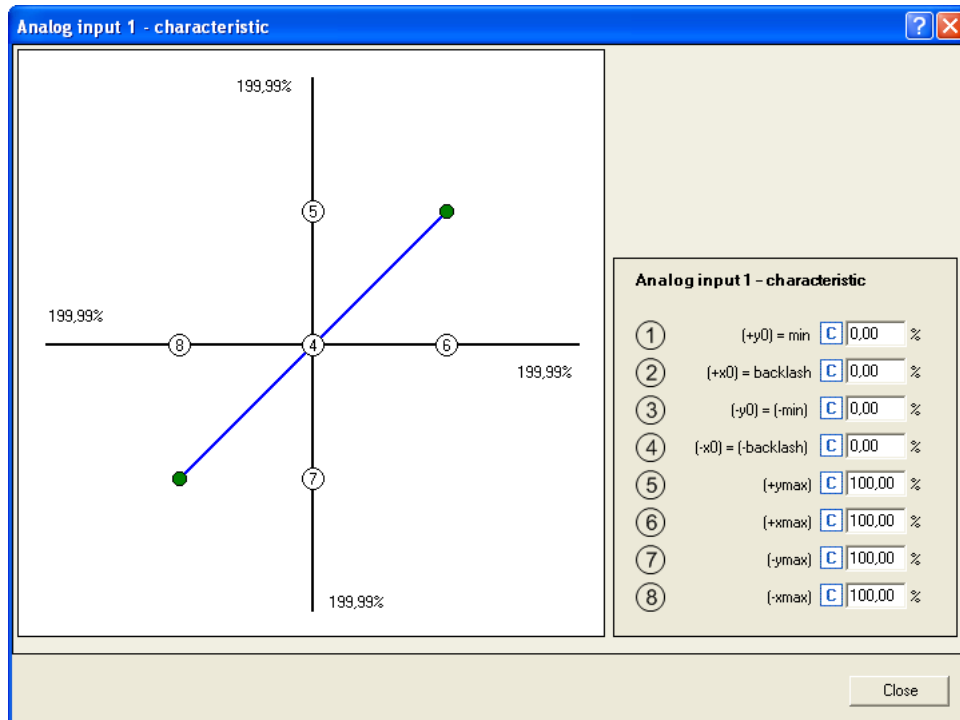 Analog input 1 - characteristic
199,99%
5
199,99%
8
4
6
199,99%
7
199,99%
Analog input 1 - characteristic
1 (+y0) = min C 0,00 %
2 (+x0) = backlash C 0,00 %
3 (-y0) = (-min) C 0,00 %
4 (-x0) = (-backlash) C 0,00 %
5 (+ymax) C 100,00 %
6 (+xmax) C 100,00 %
7 (-ymax) C 100,00 %
8 (-xmax) C 100,00 %
Close